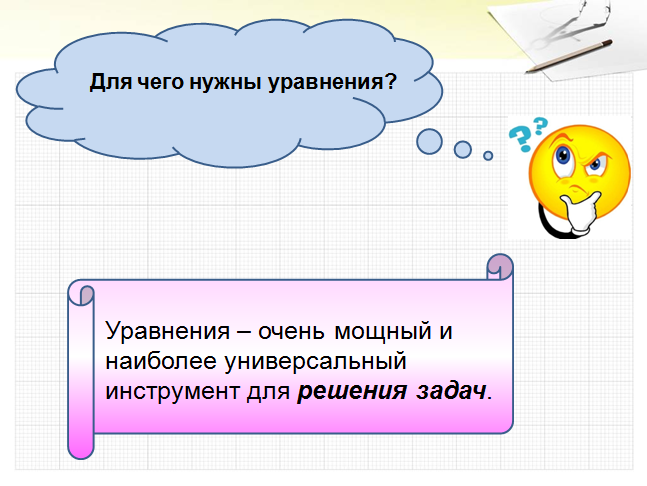 Для чего нужны уравнения?
??
Уравнения – очень мощный и
наиболее универсальный
инструмент для решения задач.